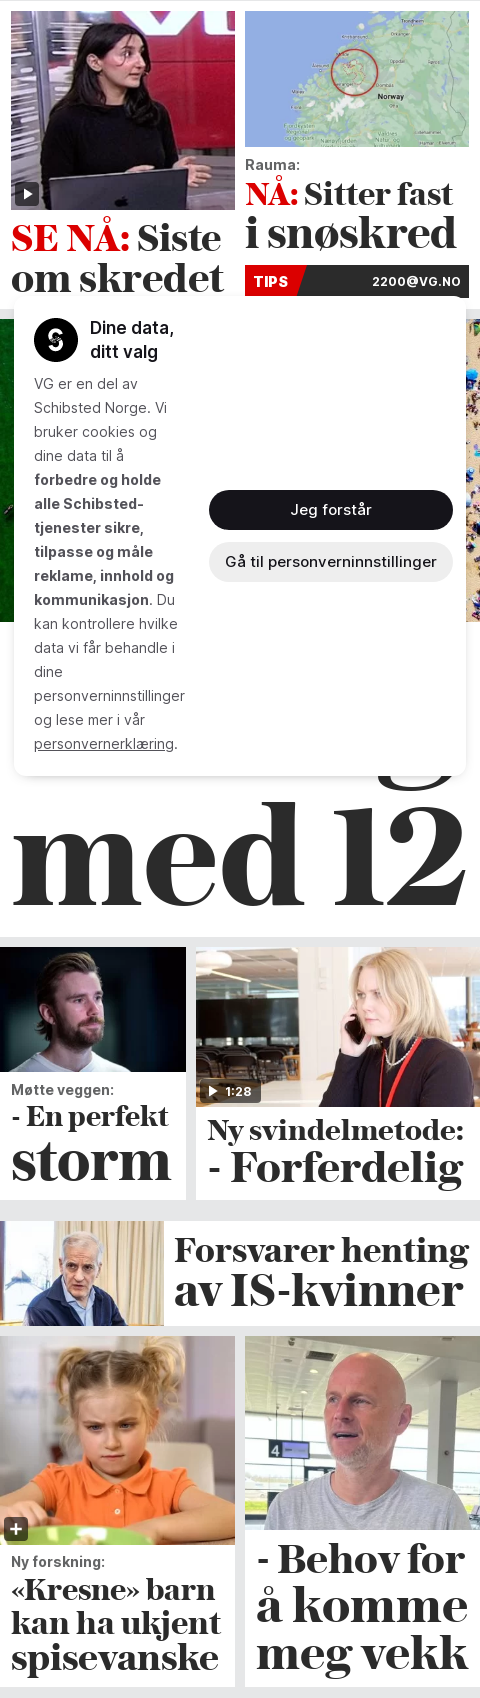 SE NÅ: Siste
om skredet
Norway
Rauma:
NÅ: Sitter fast
i snøskred
TIPS
2200@VG.NO
Dine data,
ditt valg
VG er en del av
Schibsted Norge. Vi
bruker cookies og
dine data til å
forbedre og holde
alle Schibsted-
tjenester sikre,
tilpasse og måle
reklame, innhold og
kommunikasjon. Du
kan kontrollere hvilke
data vi får behandle i
dine
personverninnstillinger
og lese mer i vår
personvernerklæring.
Jeg forstår
Gå til personverninnstillinger
med 12
Møtte veggen:
- En perfekt
storm
1:28
Ny svindelmetode:
- Forferdelig
Forsvarer henting
av IS-kvinner
Ny forskning:
«Kresne» barn
kan ha ukjent
spisevanske
4
- Behov for
å komme
meg vekk